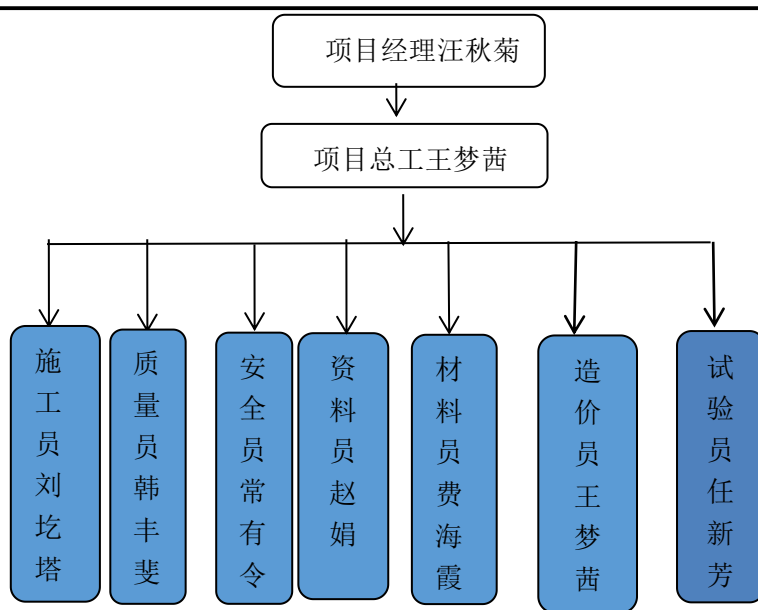 项目经理汪秋菊
项目总工王梦茜
施工员刘圪塔
质量员韩丰斐
安全员常有令
资料员赵娟
材料员费海霞
造价员王梦茜
试验员任新芳